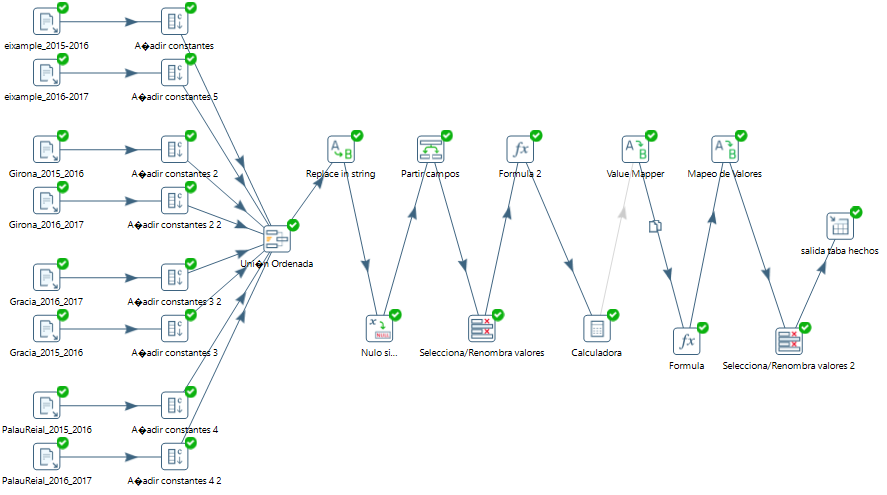 eixample_2015-2016
A�adir constantes
eixample_2016-2017
A�adir constantes 5
Girona_2015_2016
A�adir constantes 2
Replace in string
Partir campos
Formula 2
Value Mapper
Mapeo de Valores
Girona_2016_2017
A�adir constantes 2 2
Uni�n Ordenada
salida taba hechos
Gracia_2016_2017
A�adir constantes 3 2
Gracia_2015_2016
A�adir constantes 3
Nulo si...
Selecciona/Renombra valores
Calculadora
Formula
Selecciona/Renombra valores 2
PalauReial_2015_2016
A�adir constantes 4
PalauReial_2016_2017
A�adir constantes 4 2